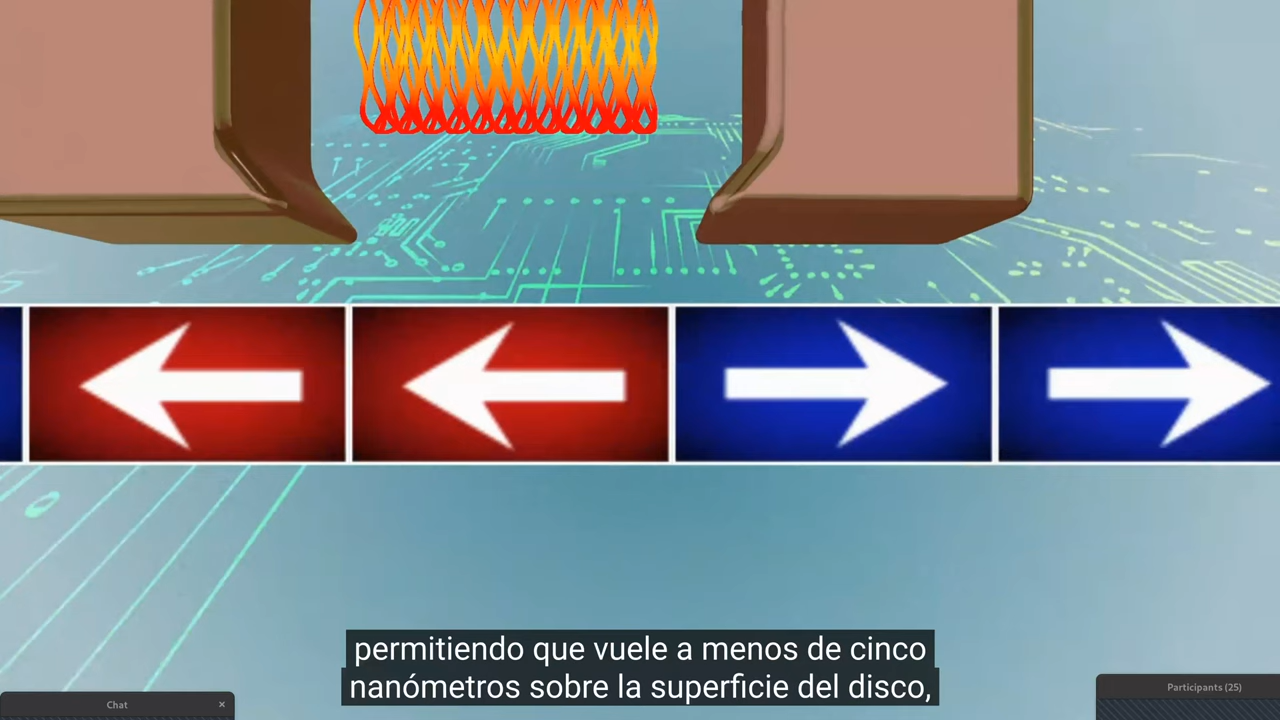 permitiendo que vuele a menos de cinco
nanómetros sobre la superficie del disco,
Chat
Participants (25)